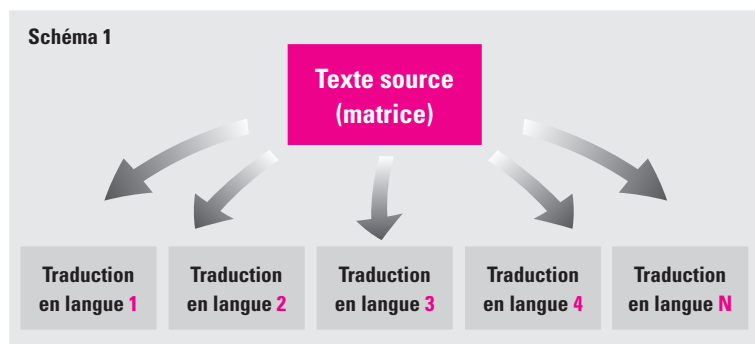 Schéma 1
Texte source
(matrice)
Traduction
en langue 1
Traduction
en langue 2
Traduction
en langue 3
Traduction
en langue 4
Traduction
en langue N